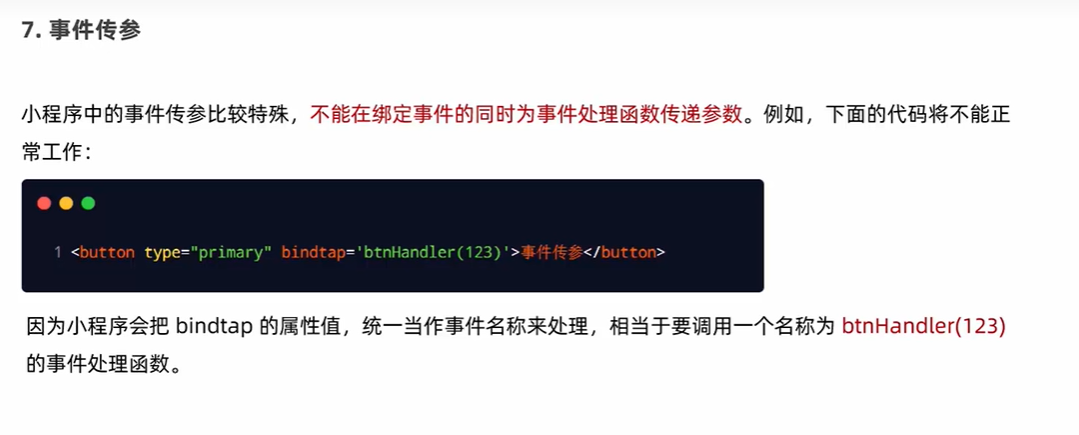 7. 事件传参
小程序中的事件传参比较特殊，不能在绑定事件的同时为事件处理函数传递参数。例如，下面的代码将不能正
常工作：
1 <button type="primary" bindtap='btnHandler(123)'>事件传参</button>
因为小程序会把 bindtap 的属性值，统一当作事件名称来处理，相当于要调用一个名称为 btnHandler(123)
的事件处理函数。